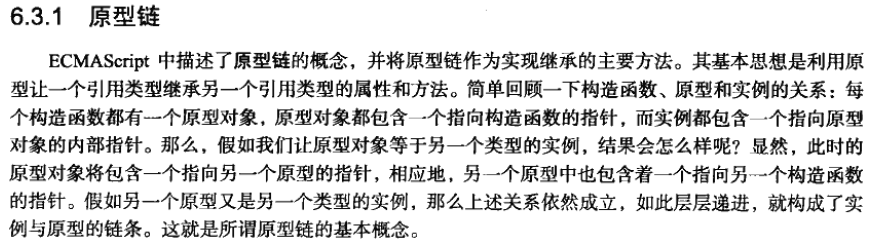 6.3.1 原型链
ECMAScript 中描述了原型链的概念，并将原型链作为实现继承的主要方法。其基本思想是利用原
型让一个引用类型继承另一个引用类型的属性和方法。简单回顾一下构造函数、原型和实例的关系：每
个构造函数都有一个原型对象，原型对象都包含一个指向构造函数的指针，而实例都包含一个指向原型
对象的内部指针。那么，假如我们让原型对象等于另一个类型的实例，结果会怎么样呢？显然，此时的
原型对象将包含一个指向另一个原型的指针，相应地，另一个原型中也包含着一个指向另一个构造函数
的指针。假如另一个原型又是另一个类型的实例，那么上述关系依然成立，如此层层递进，就构成了实
例与原型的链条。这就是所谓原型链的基本概念。